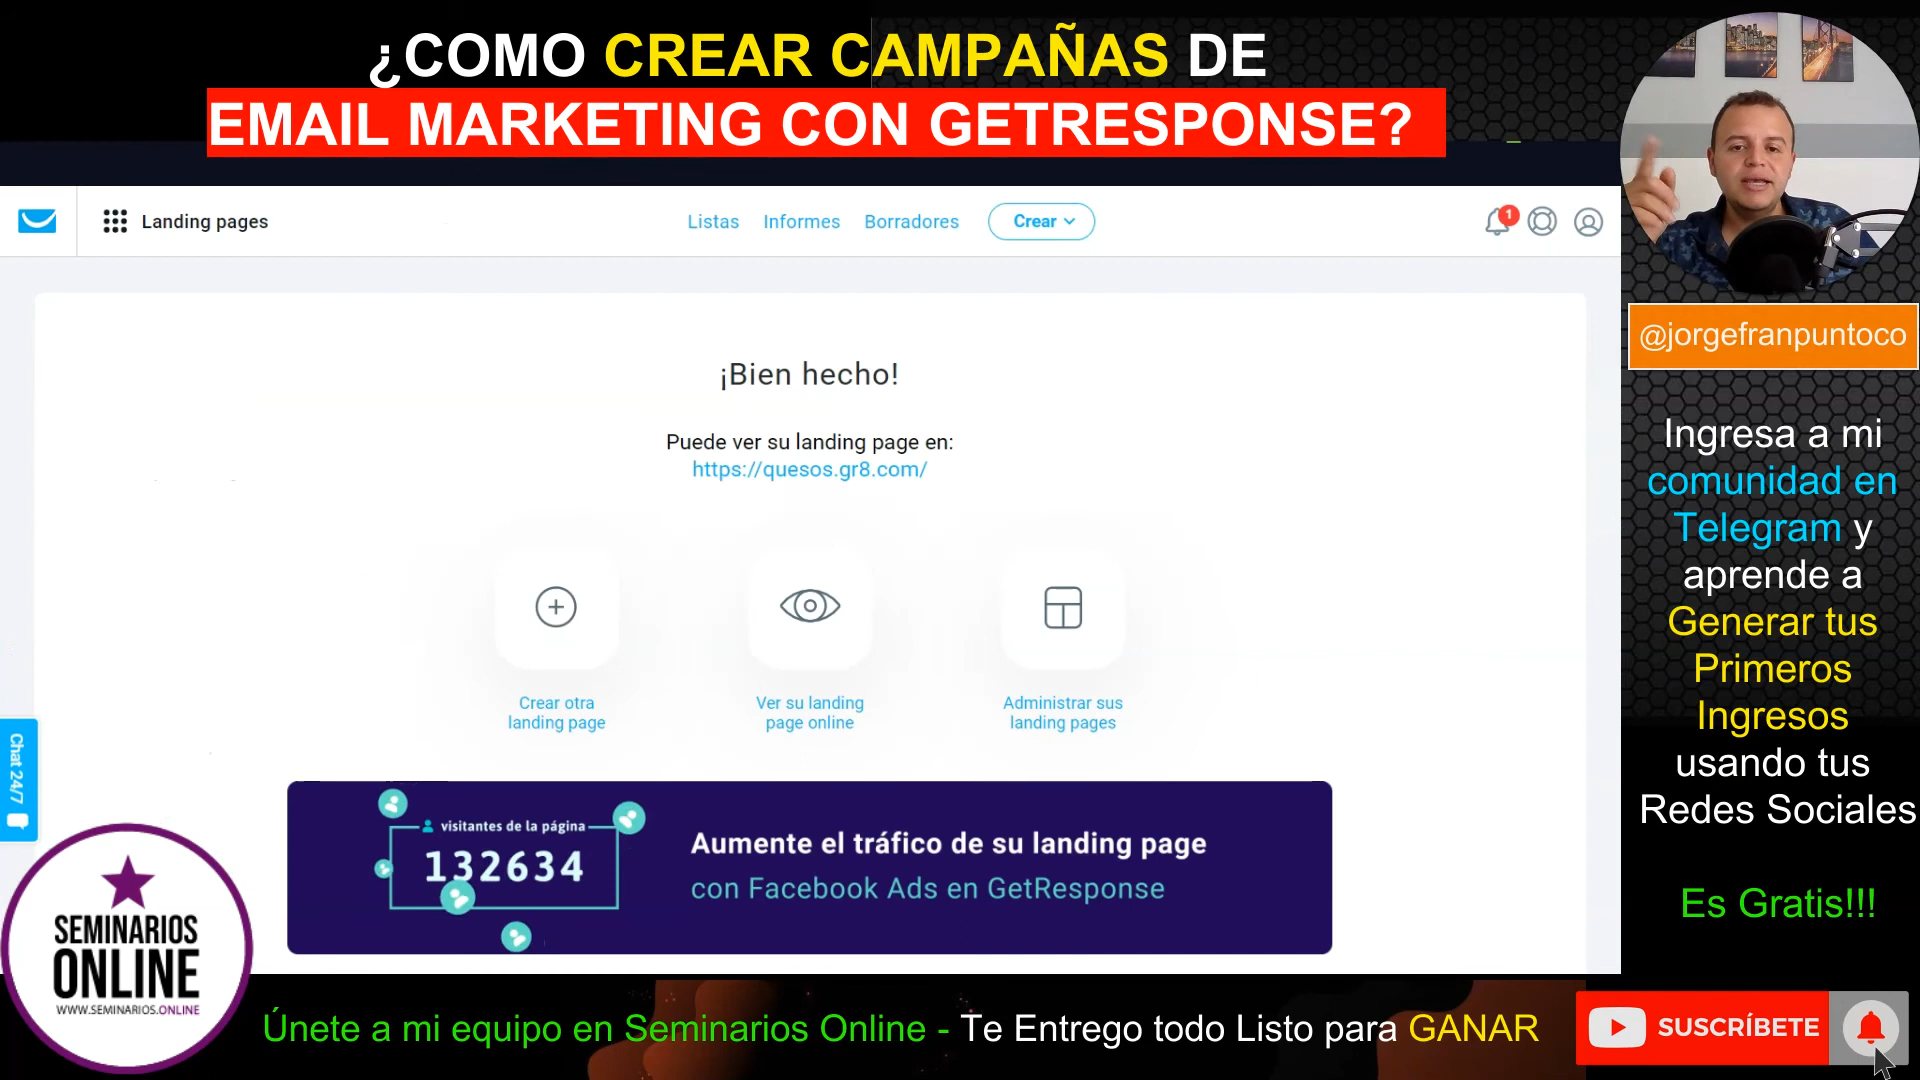 ¿COMO CREAR CAMPAÑAS DE
EMAIL MARKETING CON GETRESPONSE?
Landing pages
Listas
Informes
Borradores
Crear
1
¡Bien hecho!
Puede ver su landing page en:
https://quesos.gr8.com/
Crear otra
landing page
Ver su landing
page online
Administrar sus
landing pages
Chat 24/7
visitantes de la página
132634
Aumente el tráfico de su landing page
con Facebook Ads en GetResponse
@jorgefranpuntoco
Ingresa a mi
comunidad en
Telegram y
aprende a
Generar tus
Primeros
Ingresos
usando tus
Redes Sociales
Es Gratis!!!
SEMINARIOS
ONLINE
WWW.SEMINARIOS.ONLINE
Únete a mi equipo en Seminarios Online - Te Entrego todo Listo para GANAR
SUSCRÍBETE